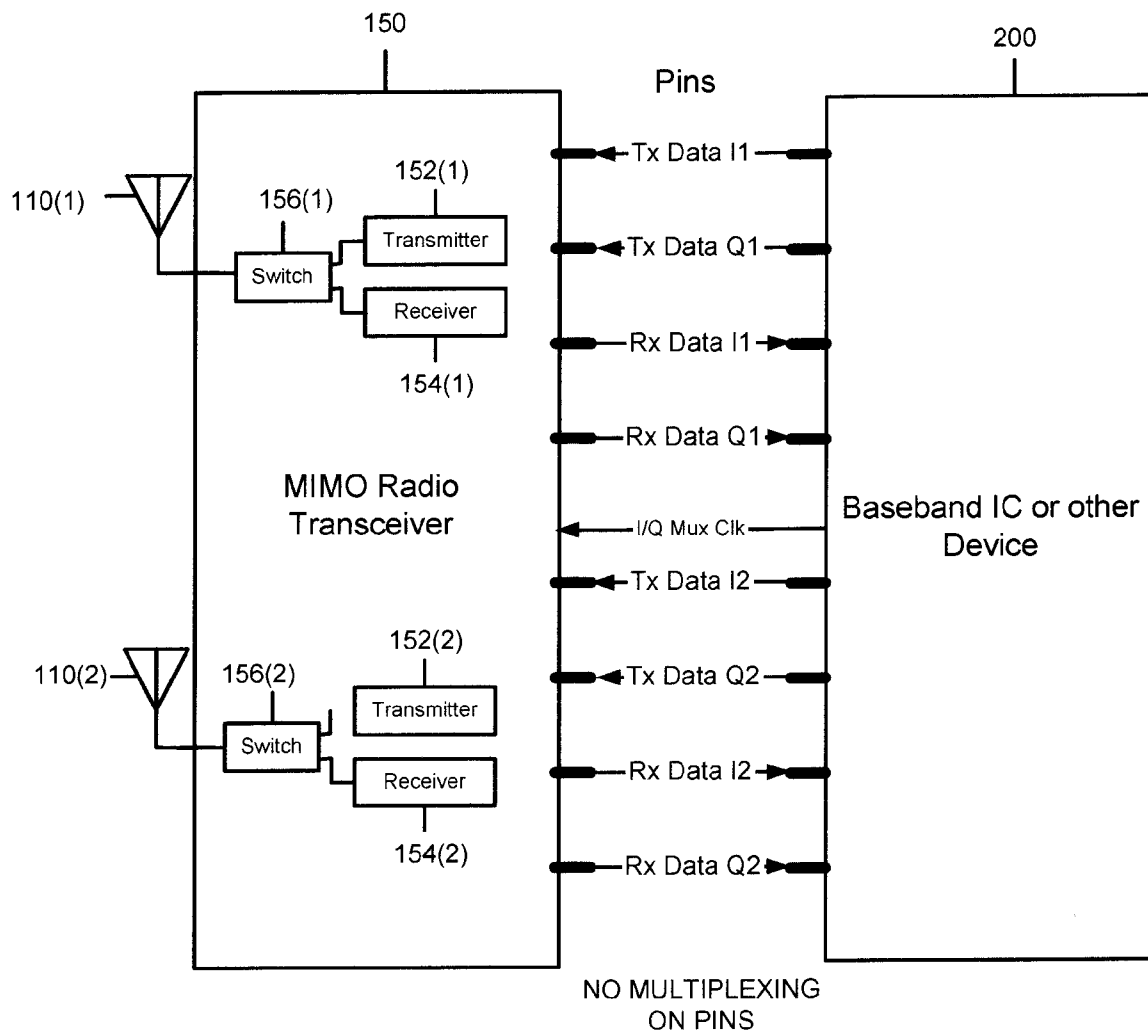 150
200
Pins
Tx Data I1
152(1)
110(1)
156(1)
Transmitter
Tx Data Q1
Switch
Receiver
Rx Data I1
154(1)
Rx Data Q1
MIMO Radio
Transceiver
I/Q Mux Clk
Baseband IC or other
Device
Tx Data I2
152(2)
110(2)
156(2)
Transmitter
Tx Data Q2
Switch
Receiver
Rx Data I2
154(2)
Rx Data Q2
NO MULTIPLEXING
ON PINS